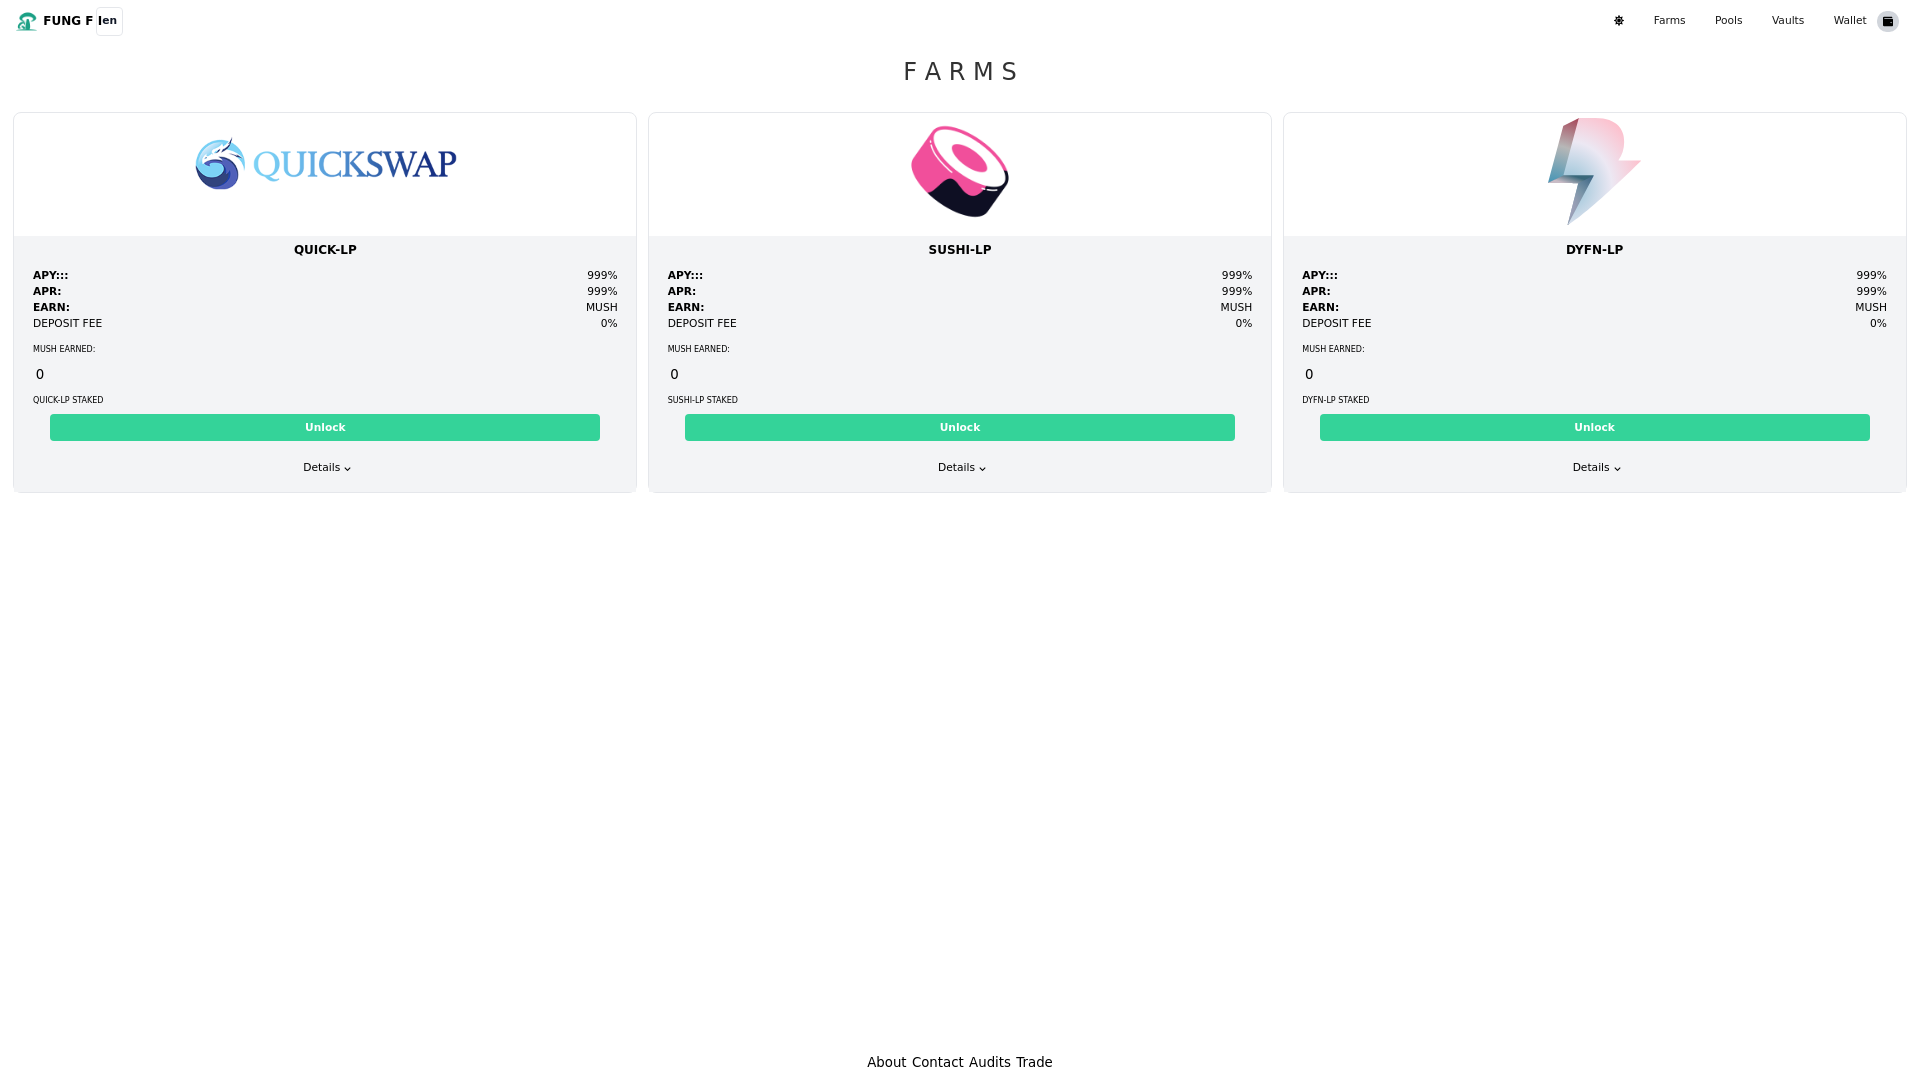 FUNG F I en Farms Pools Vaults Wallet
FARMS
QUICKSWAP
QUICK-LP
APY::: 999%
APR: 999%
EARN: MUSH
DEPOSIT FEE 0%
MUSH EARNED:
0
QUICK-LP STAKED
Unlock
Details
SUSHI-LP
APY::: 999%
APR: 999%
EARN: MUSH
DEPOSIT FEE 0%
MUSH EARNED:
0
SUSHI-LP STAKED
Unlock
Details
DYFN-LP
APY::: 999%
APR: 999%
EARN: MUSH
DEPOSIT FEE 0%
MUSH EARNED:
0
DYFN-LP STAKED
Unlock
Details
About Contact Audits Trade